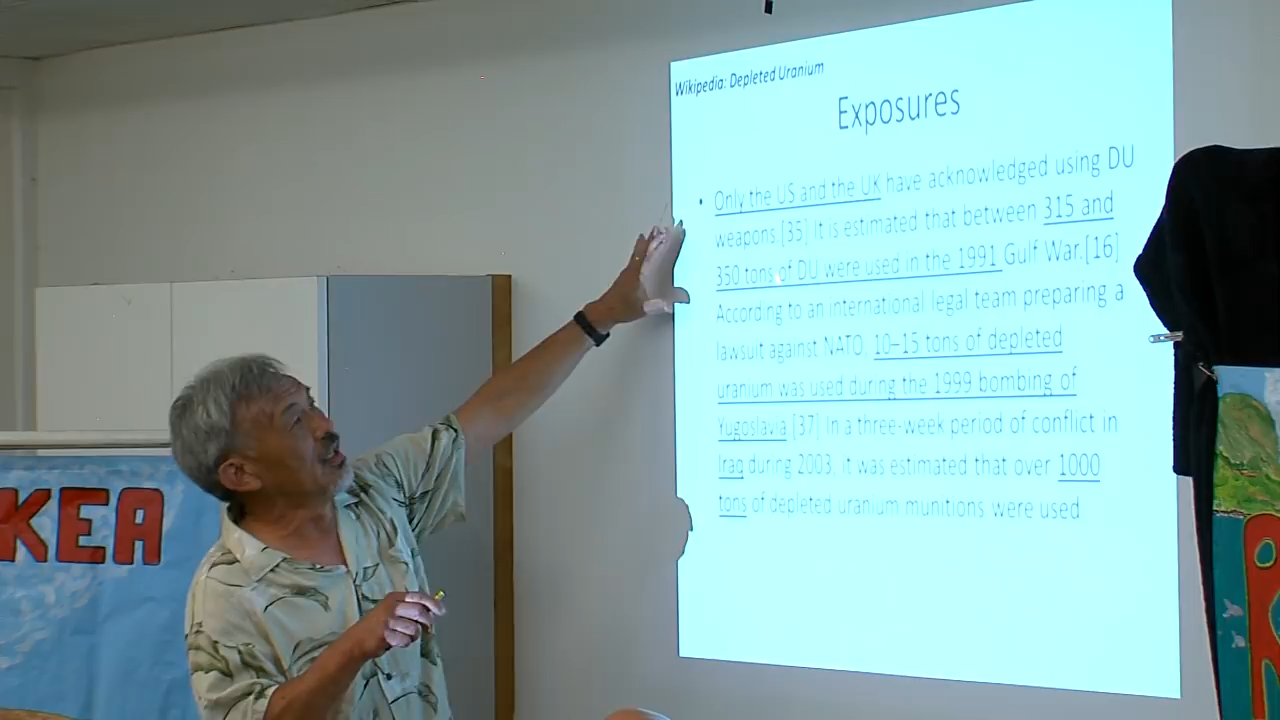 Wikipedia: Depleted Uranium
Exposures
• Only the US and the UK have acknowledged using DU
weapons.[35] It is estimated that between 315 and
350 tons of DU were used in the 1991 Gulf War.[16]
According to an international legal team preparing a
lawsuit against NATO, 10–15 tons of depleted
uranium was used during the 1999 bombing of
Yugoslavia.[37] In a three-week period of conflict in
Iraq during 2003, it was estimated that over 1000
tons of depleted uranium munitions were used
KEA